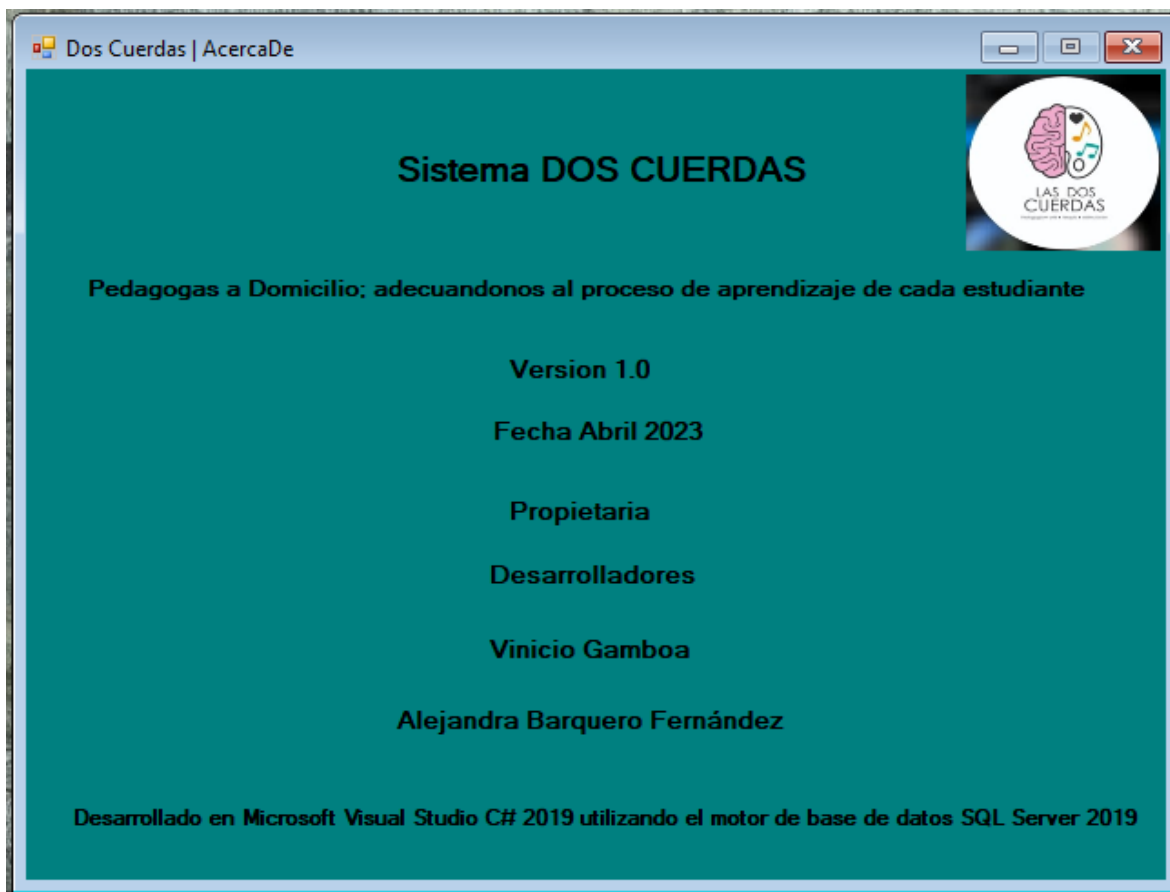 Dos Cuerdas | AcercaDe
Sistema DOS CUERDAS
LAS DOS
CUERDAS
Pedagogas a Domicilio; adecuandonos al proceso de aprendizaje de cada estudiante
Version 1.0
Fecha Abril 2023
Propietaria
Desarrolladores
Vinicio Gamboa
Alejandra Barquero Fernández
Desarrollado en Microsoft Visual Studio C# 2019 utilizando el motor de base de datos SQL Server 2019